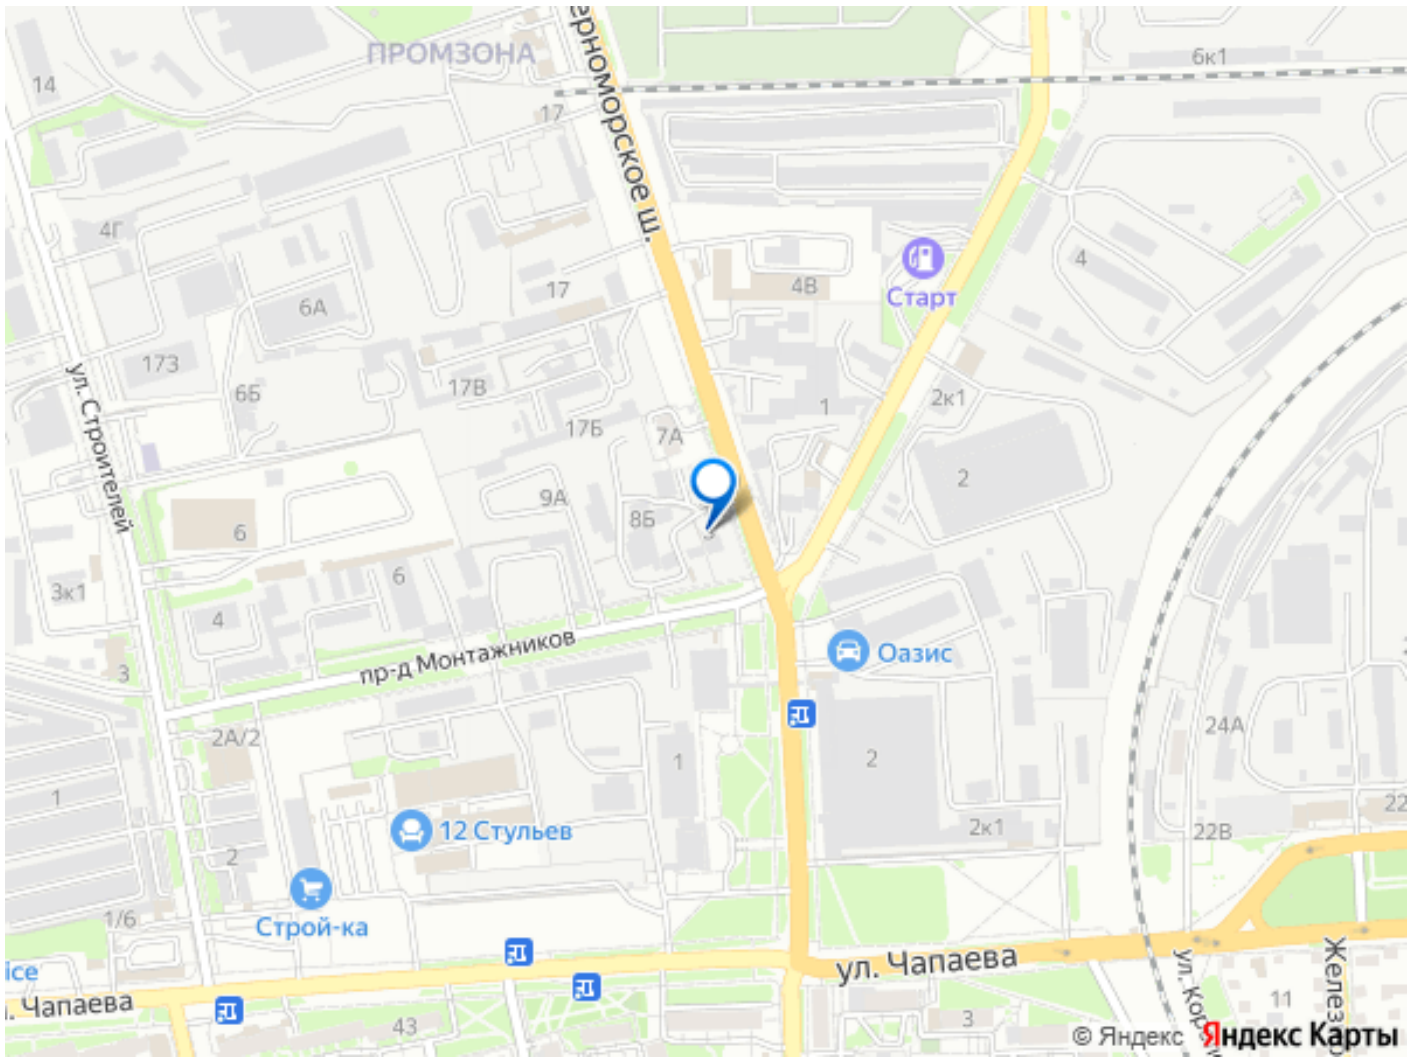 ерноморское ш.
ПРОМЗОНА
14
17
6к1
4Г
4
17
4В
Старт
6А
173
17В
6Б
1
2к1
17Б
7А
ул. Строителей
2
9А
8Б
6
6
3к1
4
пр-д Монтажников
Оазис
3
2А/2
24А
1
2
1
22
12 Стульев
2к1
22В
2
Строй-ка
1/6
ice
ул. Чапаева
Желез
. Чапаева
ул. Кор
11
43
3
© Яндекс Яндекс Карты